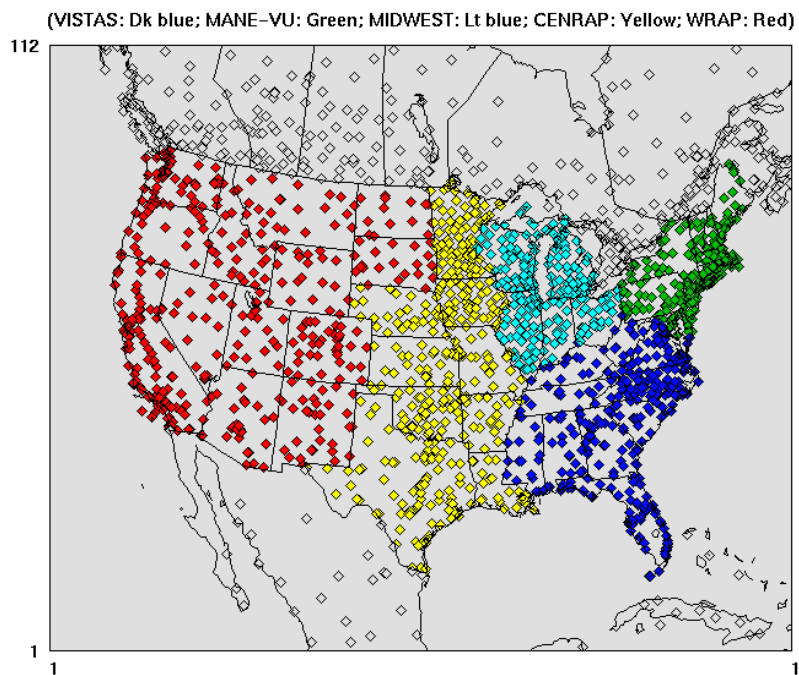 (VISTAS: Dk blue; MANE-VU: Green; MIDWEST: Lt blue; CENRAP: Yellow; WRAP: Red)
112
1
1
1